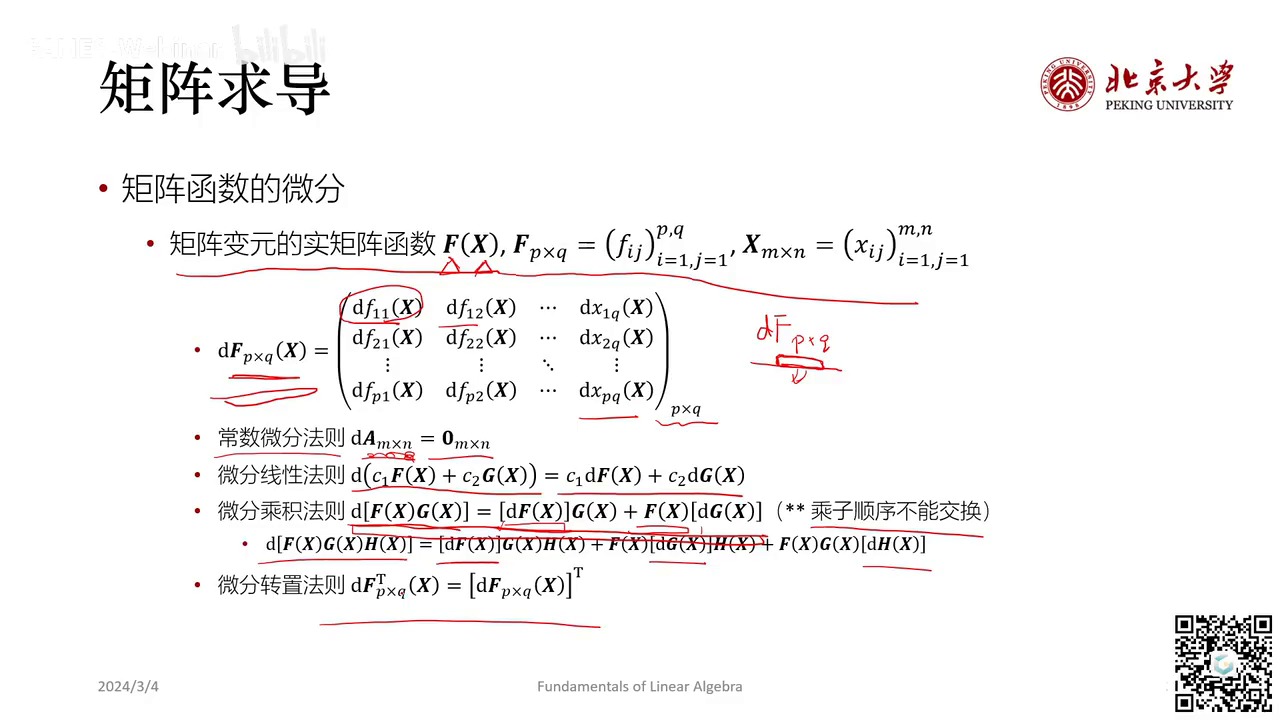 bilibili
矩阵求导
北京大学
PEKING UNIVERSITY
• 矩阵函数的微分
• 矩阵变元的实矩阵函数 F(X), F_{p×q} = (f_{ij})_{i=1,j=1}^{p,q}, X_{m×n} = (x_{ij})_{i=1,j=1}^{m,n}
df_{11}(X) df_{12}(X) ⋯ dx_{1q}(X)
df_{21}(X) df_{22}(X) ⋯ dx_{2q}(X)
• dF_{p×q}(X) =
⋮ ⋮ ⋱ ⋮
df_{p1}(X) df_{p2}(X) ⋯ dx_{pq}(X)
p×q
dF_{p×q}
• 常数微分法则 dA_{m×n} = 0_{m×n}
• 微分线性法则 d(c_1F(X) + c_2G(X)) = c_1dF(X) + c_2dG(X)
• 微分乘积法则 d[F(X)G(X)] = [dF(X)]G(X) + F(X)[dG(X)]（** 乘子顺序不能交换）
• d[F(X)G(X)H(X)] = [dF(X)]G(X)H(X) + F(X)[dG(X)]H(X) + F(X)G(X)[dH(X)]
• 微分转置法则 dF_{p×q}^T(X) = [dF_{p×q}(X)]^T
2024/3/4
Fundamentals of Linear Algebra